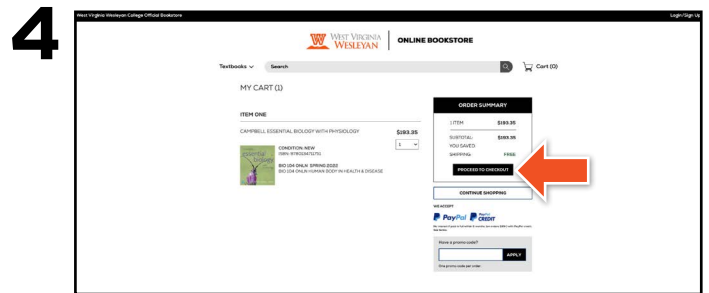 4
West Virginia Wesleyan College Official Bookstore
Login/Sign Up
WEST VIRGINIA
WESLEYAN
ONLINE BOOKSTORE
Textbooks
Search
Cart (0)
MY CART (1)
ITEM ONE
CAMPBELL ESSENTIAL BIOLOGY WITH PHYSIOLOGY
$193.35
1
CONDITION: NEW
BIO 104 ONLN SPRING 2022
BIO 104 ONLN HUMAN BODY IN HEALTH & DISEASE
essential
biology
ORDER SUMMARY
1 ITEM $193.35
SUBTOTAL: $193.35
YOU SAVED
SHIPPING FREE
PROCEED TO CHECKOUT
CONTINUE SHOPPING
WE ACCEPT
PayPal
PayPal
CREDIT
Have a promo code?
APPLY
One promo code per order